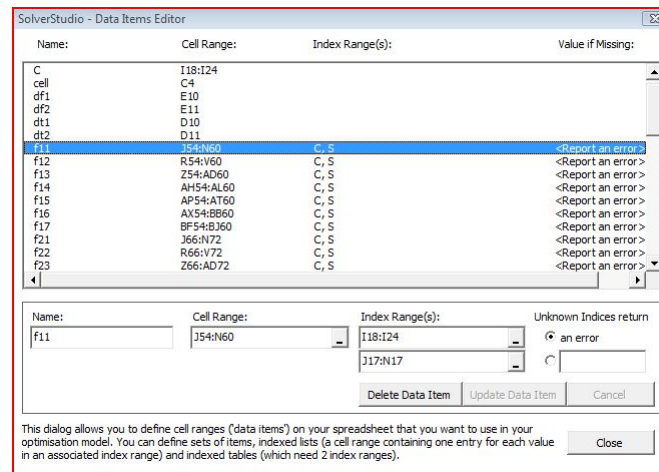 SolverStudio - Data Items Editor
Name: Cell Range: Index Range(s): Value if Missing:
C I18:I24
cell C4
df1 E10
df2 E11
dt1 D10
dt2 D11
f11 J54:N60 C, S <Report an error>
f12 R54:V60 C, S <Report an error>
f13 Z54:AD60 C, S <Report an error>
f14 AH54:AL60 C, S <Report an error>
f15 AP54:AT60 C, S <Report an error>
f16 AX54:BB60 C, S <Report an error>
f17 BF54:BJ60 C, S <Report an error>
f21 J66:N72 C, S <Report an error>
f22 R66:V72 C, S <Report an error>
f23 Z66:AD72 C, S <Report an error>
Name: Cell Range: Index Range(s): Unknown Indices return
f11 J54:N60 I18:I24 an error
J17:N17
Delete Data Item Update Data Item Cancel
This dialog allows you to define cell ranges ('data items') on your spreadsheet that you want to use in your
optimisation model. You can define sets of items, indexed lists (a cell range containing one entry for each value
in an associated index range) and indexed tables (which need 2 index ranges).
Close